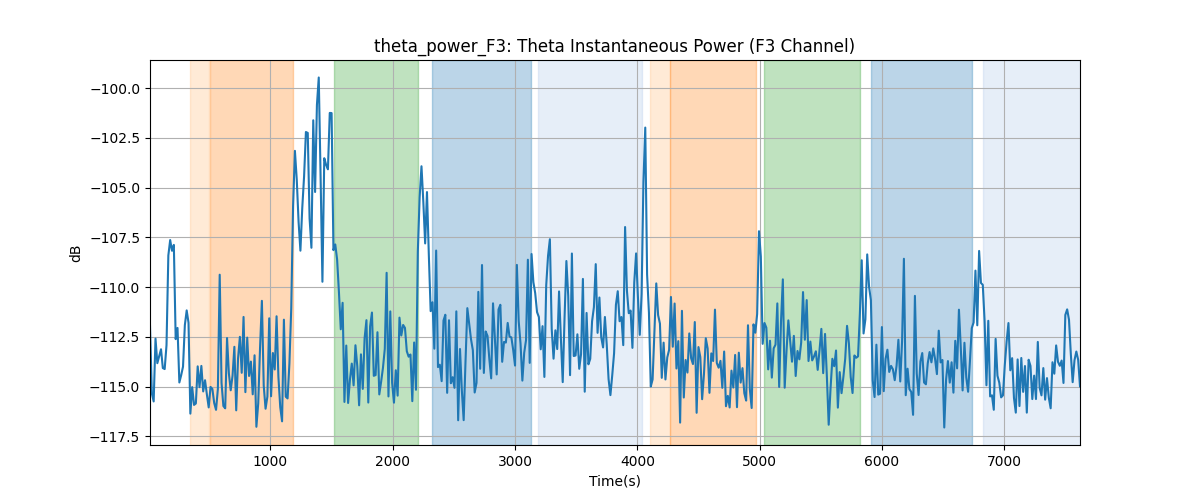 theta_power_F3: Theta Instantaneous Power (F3 Channel)
−100.0
−102.5
−105.0
−107.5
−110.0
−112.5
−115.0
−117.5
dB
1000 2000 3000 4000 5000 6000 7000
Time(s)